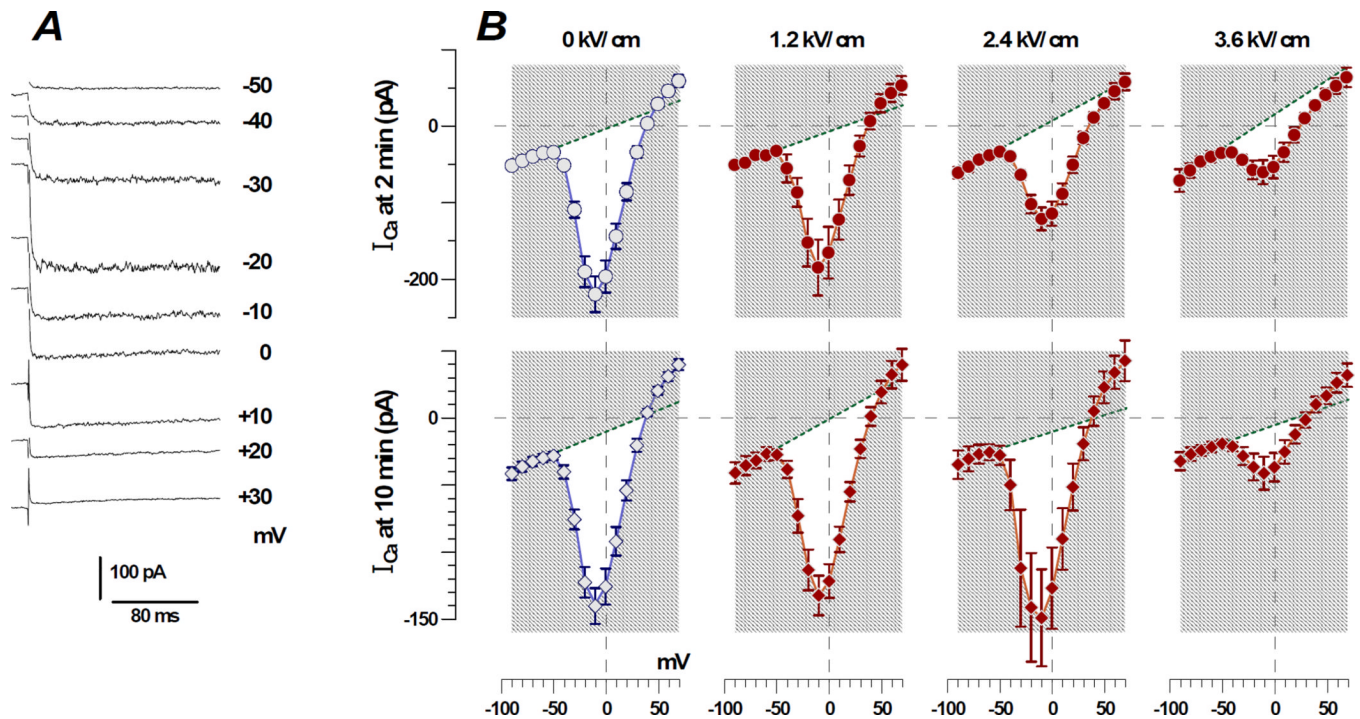 A
B
0 kV/cm
1.2 kV/cm
2.4 kV/cm
3.6 kV/cm
-50
-40
-30
-20
-10
0
+10
+20
+30
mV
100 pA
80 ms
ICa at 2 min (pA)
0
-200
ICa at 10 min (pA)
0
-150
mV
-100 -50 0 50
-100 -50 0 50
-100 -50 0 50
-100 -50 0 50